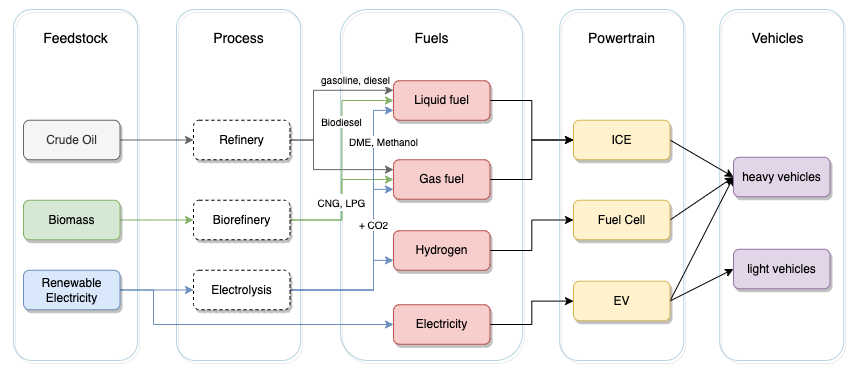 Feedstock
Process
Fuels
Powertrain
Vehicles
gasoline, diesel
Liquid fuel
Biodiesel
Crude Oil
Refinery
DME, Methanol
ICE
Gas fuel
heavy vehicles
CNG, LPG
Biomass
Biorefinery
+ CO2
Fuel Cell
Hydrogen
light vehicles
Renewable
Electricity
Electrolysis
EV
Electricity